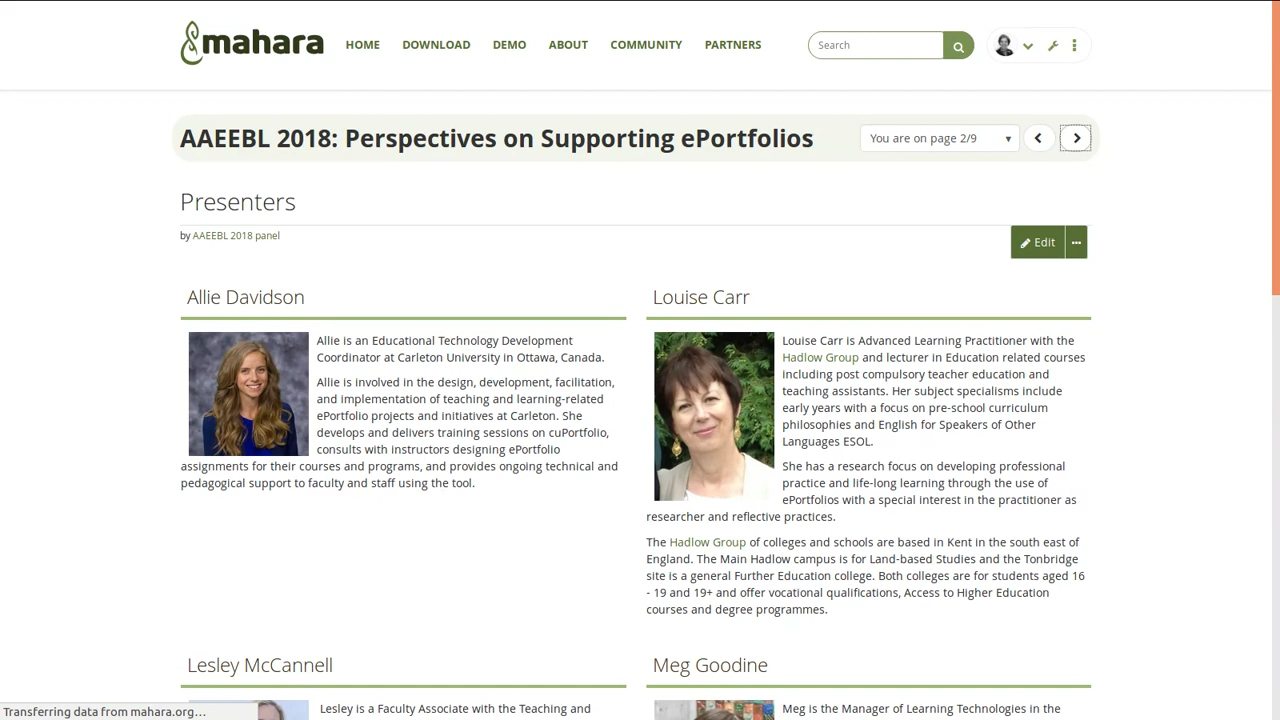 mahara
HOME
DOWNLOAD
DEMO
ABOUT
COMMUNITY
PARTNERS
Search
AAEEBL 2018: Perspectives on Supporting ePortfolios
You are on page 2/9
Presenters
by AAEEBL 2018 panel
Edit
Allie Davidson
Allie is an Educational Technology Development
Coordinator at Carleton University in Ottawa, Canada.
Allie is involved in the design, development, facilitation,
and implementation of teaching and learning-related
ePortfolio projects and initiatives at Carleton. She
develops and delivers training sessions on cuPortfolio,
consults with instructors designing ePortfolio
assignments for their courses and programs, and provides ongoing technical and
pedagogical support to faculty and staff using the tool.
Louise Carr
Louise Carr is Advanced Learning Practitioner with the
Hadlow Group and lecturer in Education related courses
including post compulsory teacher education and
teaching assistants. Her subject specialisms include
early years with a focus on pre-school curriculum
philosophies and English for Speakers of Other
Languages ESOL.
She has a research focus on developing professional
practice and life-long learning through the use of
ePortfolios with a special interest in the practitioner as
researcher and reflective practices.
The Hadlow Group of colleges and schools are based in Kent in the south east of
England. The Main Hadlow campus is for Land-based Studies and the Tonbridge
site is a general Further Education college. Both colleges are for students aged 16
- 19 and 19+ and offer vocational qualifications, Access to Higher Education
courses and degree programmes.
Lesley McCannell
Lesley is a Faculty Associate with the Teaching and
Meg Goodine
Meg is the Manager of Learning Technologies in the
Transferring data from mahara.org...